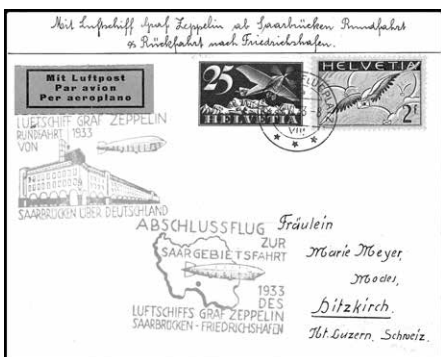 Mit Luftschiff Graf Zeppelin ab Saarbrücken Rundfahrt
& Rückfahrt nach Friedrichshafen.
Mit Luftpost
Par avion
Per aeroplano
25
HELVETIA
HELVETIA
2F
VIII
LUFTSCHIFF GRAF ZEPPELIN
RUNDFAHRT 1933
VON
SAARBRÜCKEN ÜBER DEUTSCHLAND
ABSCHLUSSFLUG
ZUR
SAARGEBIETSFAHRT
1933
DES
LUFTSCHIFFS GRAF ZEPPELIN
SAARBRÜCKEN - FRIEDRICHSHAFEN
Fräulein
Marie Meyer,
Modes,
Hitzkirch.
Kt. Luzern. Schweiz.